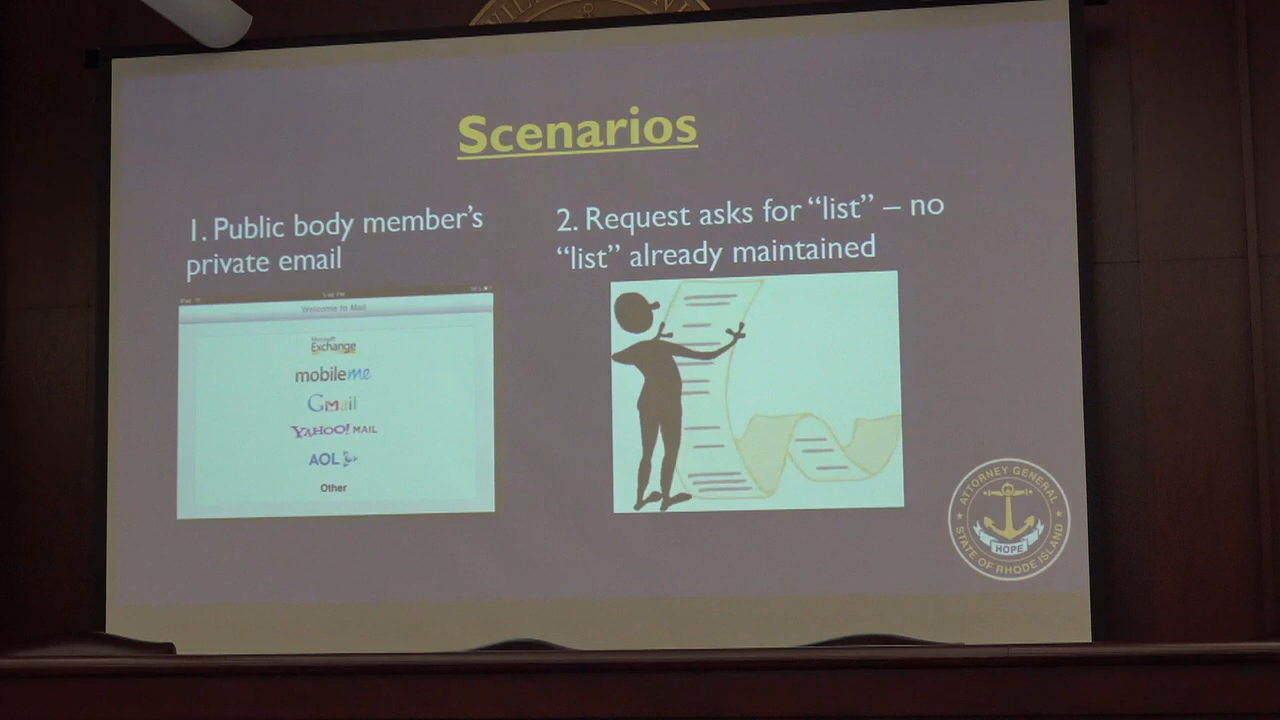 Scenarios
1. Public body member's
private email
2. Request asks for “list” – no
“list” already maintained
Welcome to Mail
Microsoft
Exchange
mobileme
Gmail
YAHOO! MAIL
AOL
Other
ATTORNEY GENERAL
HOPE
STATE OF RHODE ISLAND